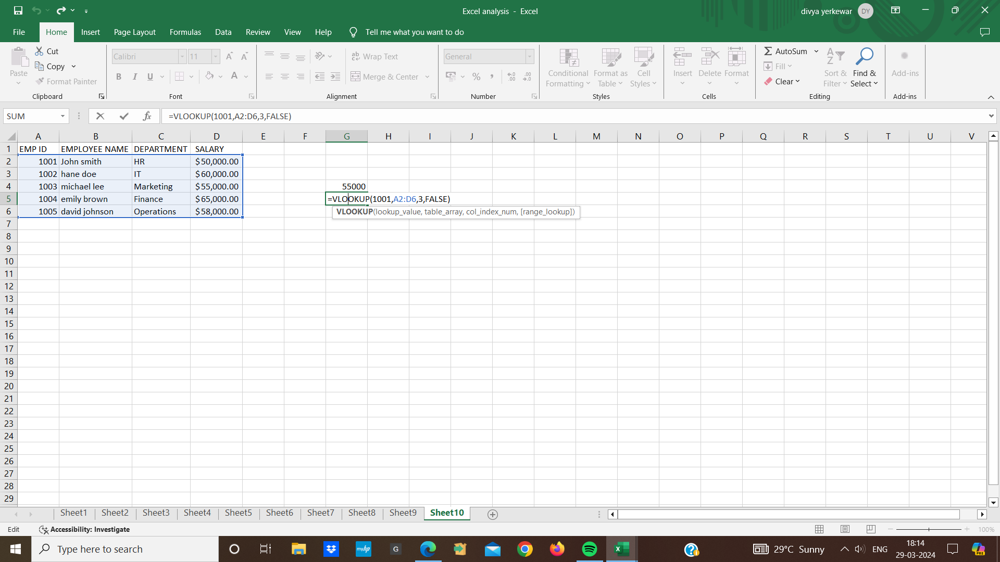 Excel analysis - Excel
divya yerkewar DY
File Home Insert Page Layout Formulas Data Review View Help Tell me what you want to do
Paste
Cut
Copy
Format Painter
Clipboard
Calibri 11
B I U
Font
Wrap Text
Merge & Center
Alignment
General
Number
Conditional Formatting
Format as Table
Cell Styles
Styles
Insert Delete Format
Cells
AutoSum
Fill
Clear
Sort & Filter
Find & Select
Editing
Add-ins
Add-ins
SUM fx =VLOOKUP(1001,A2:D6,3,FALSE)
A B C D E F G H I J K L M N O P Q R S T U V
1 EMP ID EMPLOYEE NAME DEPARTMENT SALARY
2 1001 John smith HR $50,000.00
3 1002 hane doe IT $60,000.00
4 1003 michael lee Marketing $55,000.00 55000
5 1004 emily brown Finance $65,000.00 =VLOOKUP(1001,A2:D6,3,FALSE)
6 1005 david johnson Operations $58,000.00 VLOOKUP(lookup_value, table_array, col_index_num, [range_lookup])
7
8
9
10
11
12
13
14
15
16
17
18
19
20
21
22
23
24
25
26
27
28
29
Sheet1 Sheet2 Sheet3 Sheet4 Sheet5 Sheet6 Sheet7 Sheet8 Sheet9 Sheet10
Edit Accessibility: Investigate 100%
Type here to search myhp G 29°C Sunny ENG 18:14
29-03-2024
PRE